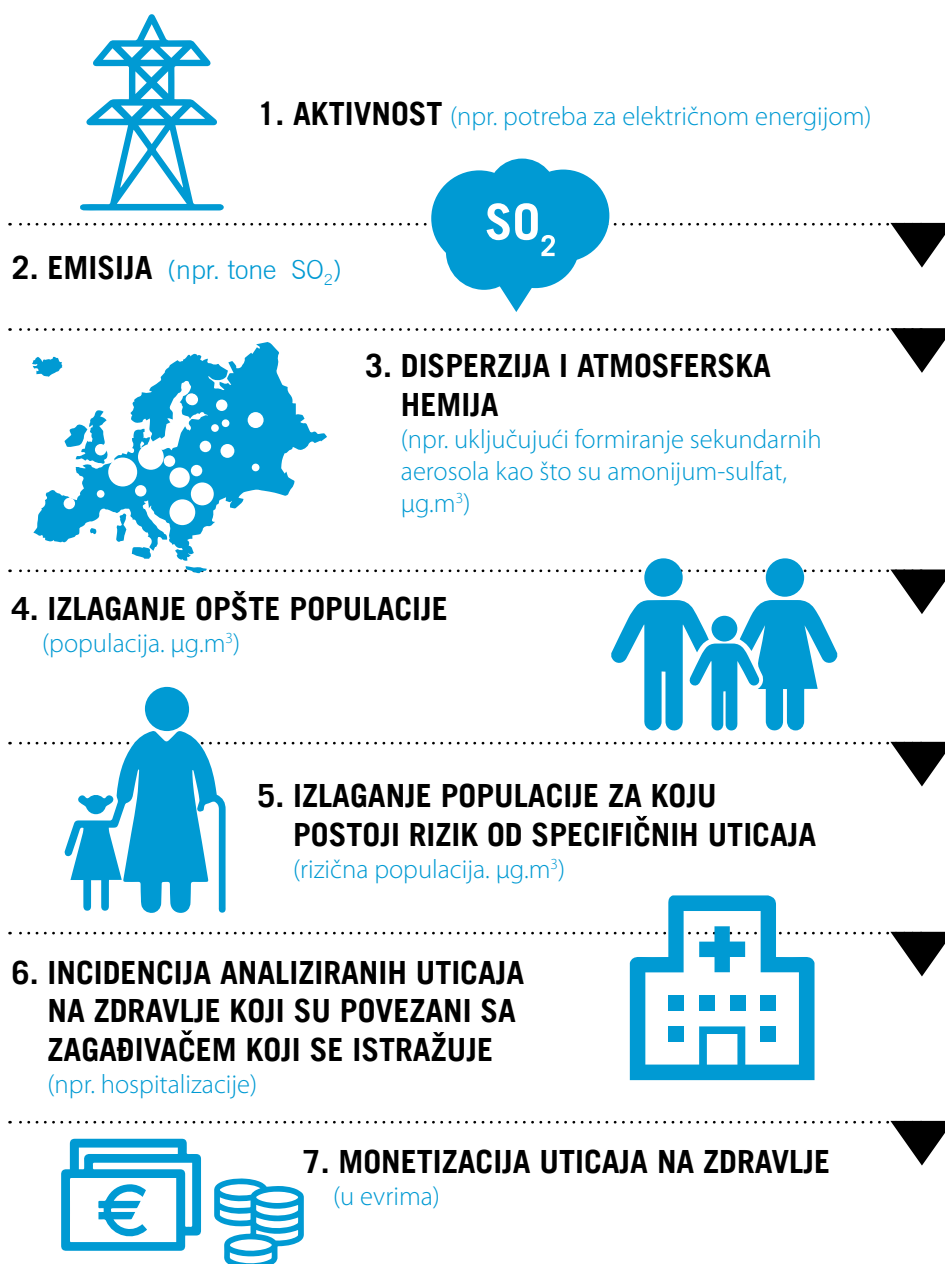 1. AKTIVNOST (npr. potreba za električnom energijom)
SO₂
2. EMISIJA (npr. tone SO₂)
3. DISPERZIJA I ATMOSFERSKA
HEMIJA
(npr. uključujući formiranje sekundarnih
aerosola kao što su amonijum-sulfat,
µg.m³)
4. IZLAGANJE OPŠTE POPULACIJE
(populacija. µg.m³)
5. IZLAGANJE POPULACIJE ZA KOJU
POSTOJI RIZIK OD SPECIFIČNIH UTICAJA
(rizična populacija. µg.m³)
6. INCIDENCIJA ANALIZIRANIH UTICAJA
NA ZDRAVLJE KOJI SU POVEZANI SA
ZAGAĐIVAČEM KOJI SE ISTRAŽUJE
(npr. hospitalizacije)
7. MONETIZACIJA UTICAJA NA ZDRAVLJE
(u evrima)
€